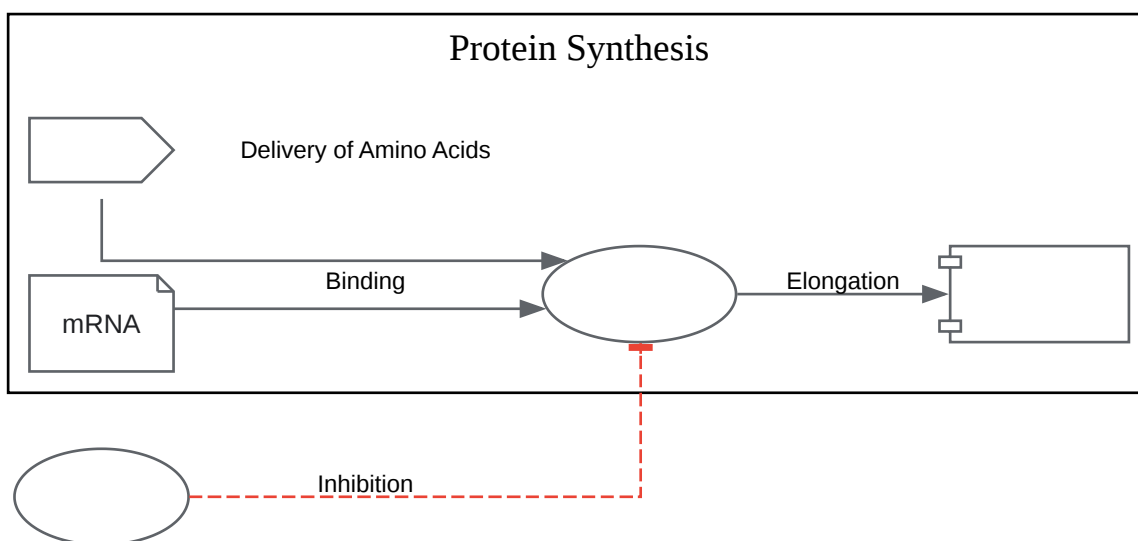 Protein Synthesis
Delivery of Amino Acids
Binding
Elongation
mRNA
Inhibition